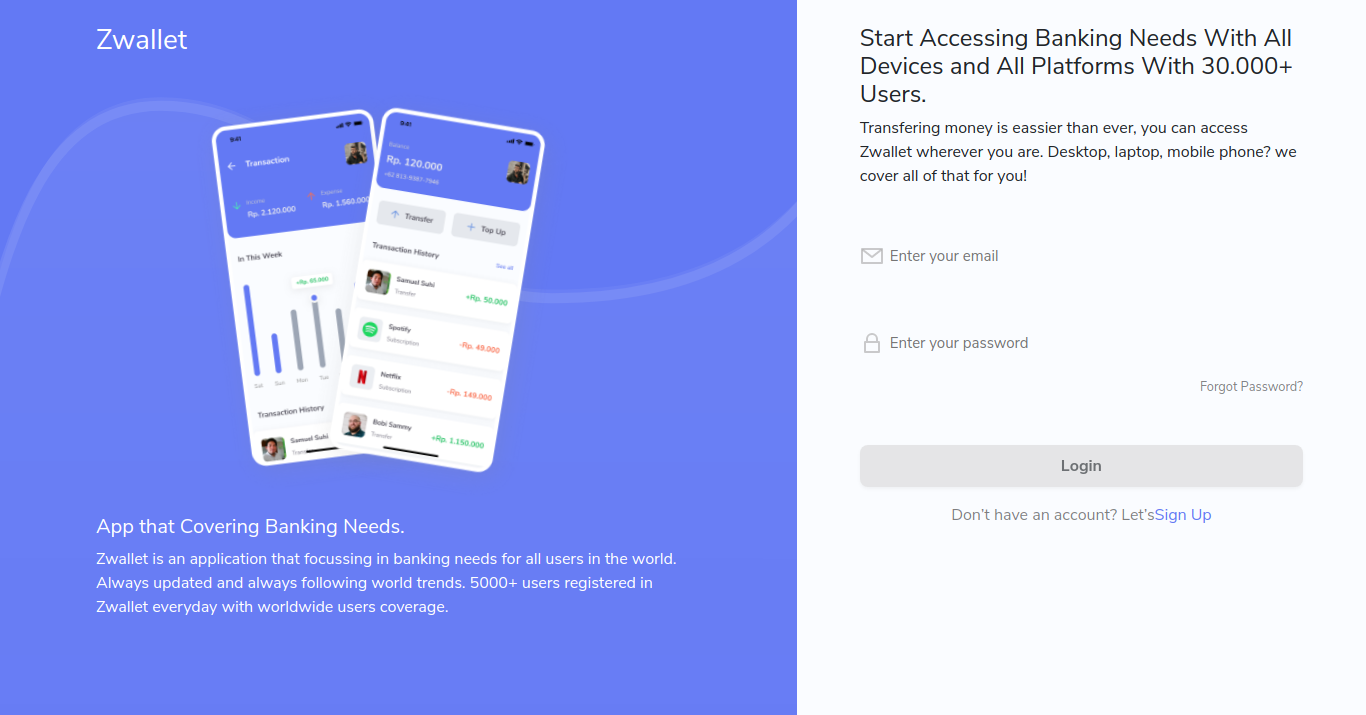 Zwallet
9:41
Transaction
Income
Rp. 2.120.000
Expense
Rp. 1.560.000
In This Week
+Rp. 65.000
Sat
Sun
Mon
Tue
Transaction History
Samuel Suhi
9:41
Balance
Rp. 120.000
+62 813-9387-7946
Transfer
Top Up
Transaction History
See all
Samuel Suhi
Transfer
+Rp. 50.000
Spotify
Subscription
-Rp. 49.000
Netflix
Subscription
-Rp. 149.000
Bobi Sammy
Transfer
+Rp. 1.150.000
App that Covering Banking Needs.
Zwallet is an application that focussing in banking needs for all users in the world.
Always updated and always following world trends. 5000+ users registered in
Zwallet everyday with worldwide users coverage.
Start Accessing Banking Needs With All
Devices and All Platforms With 30.000+
Users.
Transfering money is eassier than ever, you can access
Zwallet wherever you are. Desktop, laptop, mobile phone? we
cover all of that for you!
Enter your email
Enter your password
Forgot Password?
Login
Don’t have an account? Let’sSign Up